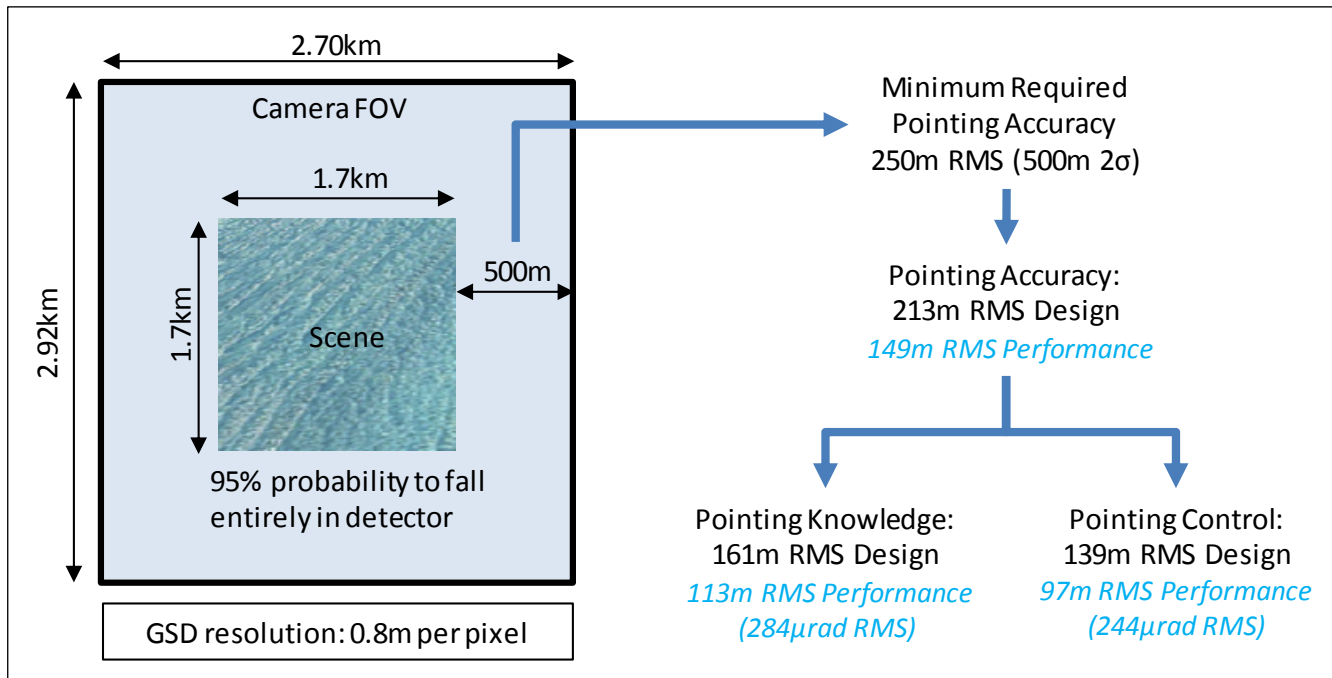 2.70km
Camera FOV
2.92km
1.7km
1.7km
Scene
500m
95% probability to fall
entirely in detector
GSD resolution: 0.8m per pixel
Minimum Required
Pointing Accuracy
250m RMS (500m 2σ)
Pointing Accuracy:
213m RMS Design
149m RMS Performance
Pointing Knowledge:
161m RMS Design
113m RMS Performance
(284μrad RMS)
Pointing Control:
139m RMS Design
97m RMS Performance
(244μrad RMS)